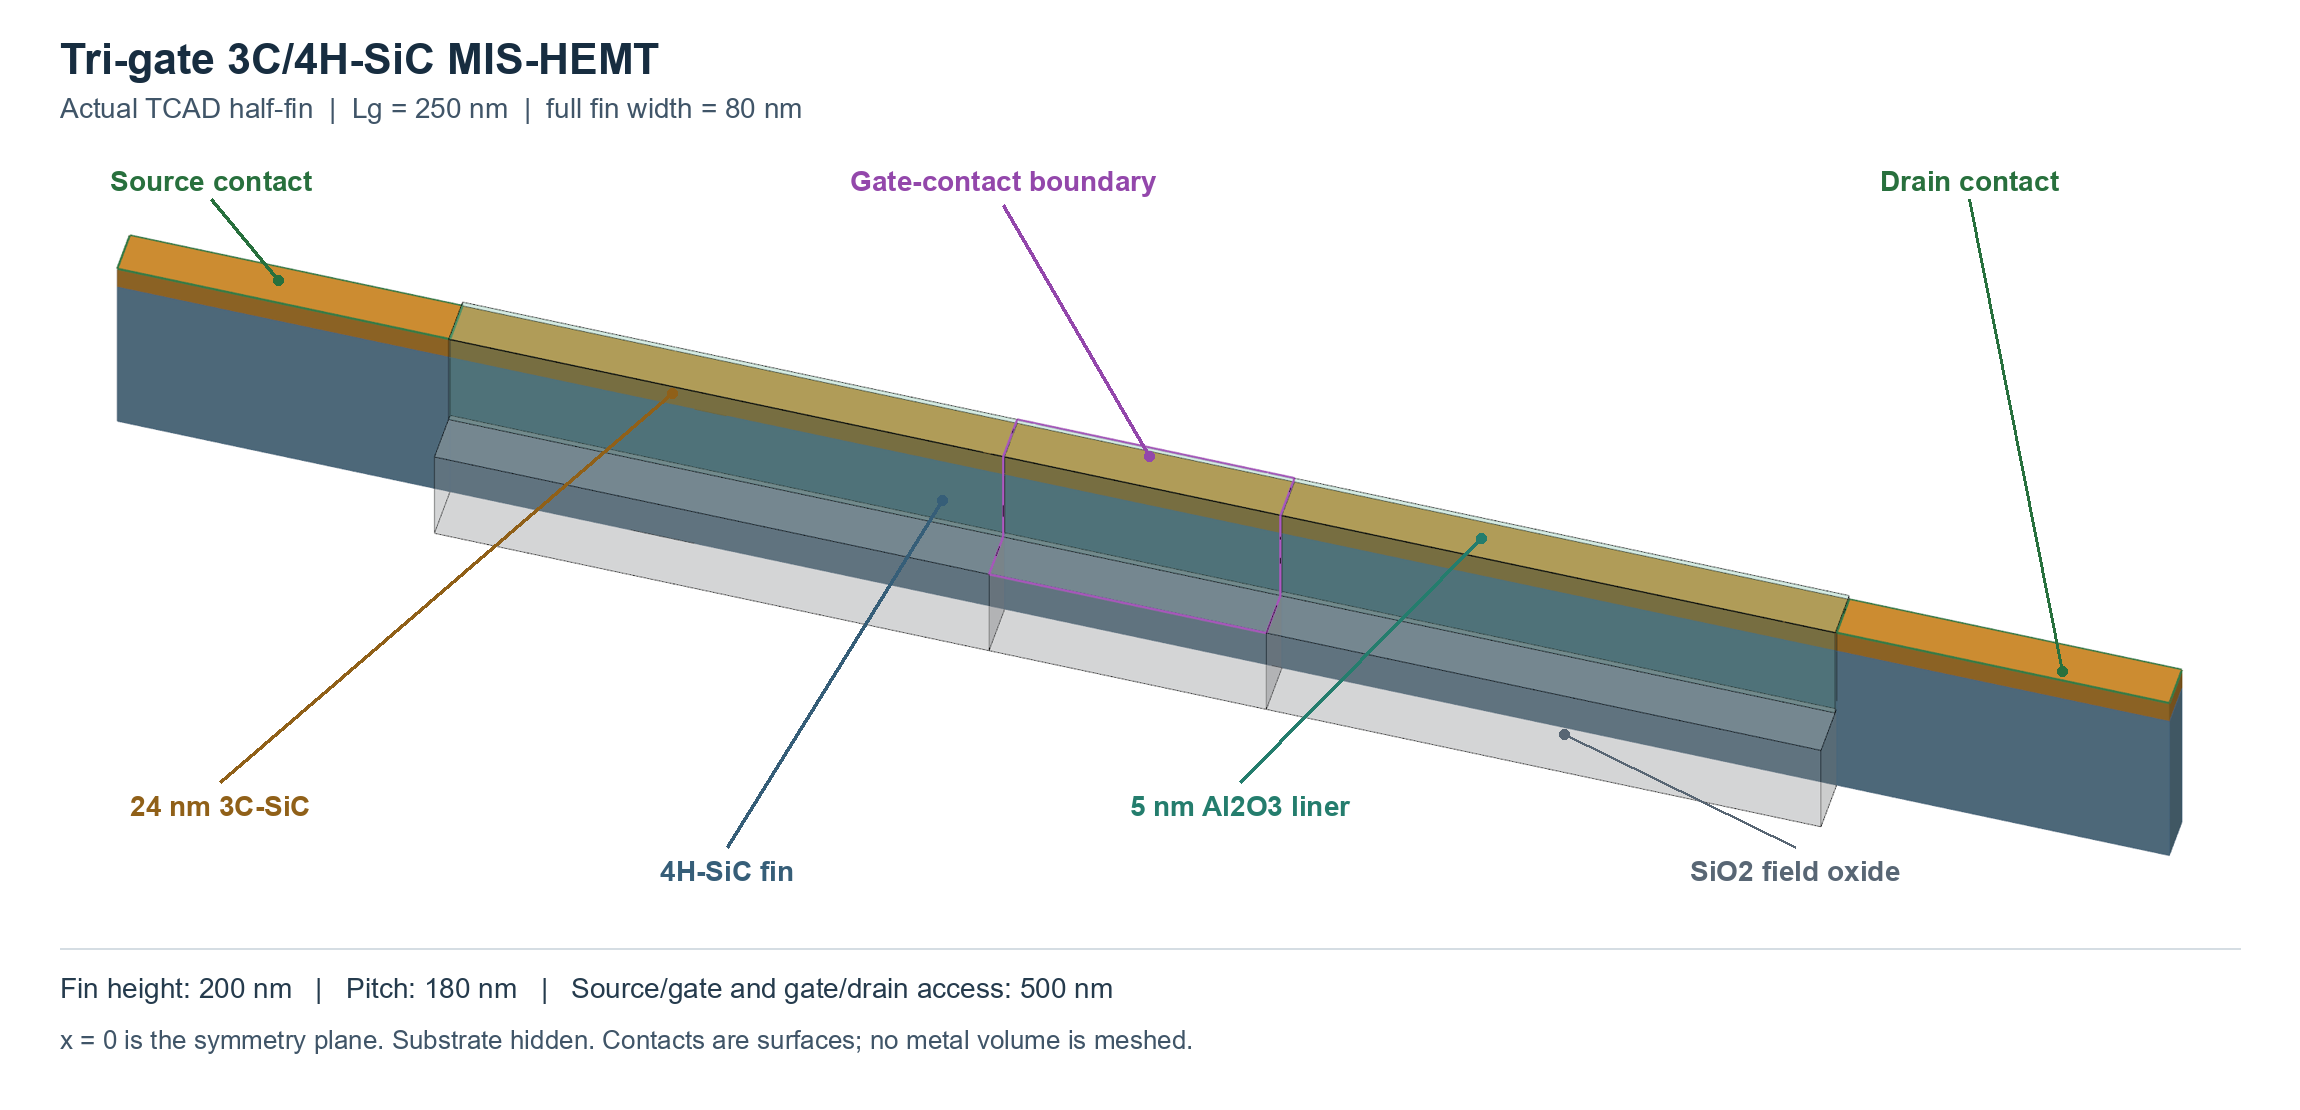 Tri-gate 3C/4H-SiC MIS-HEMT
Actual TCAD half-fin | Lg = 250 nm | full fin width = 80 nm
Source contact
Gate-contact boundary
Drain contact
24 nm 3C-SiC
5 nm Al2O3 liner
4H-SiC fin
SiO2 field oxide
Fin height: 200 nm | Pitch: 180 nm | Source/gate and gate/drain access: 500 nm
x = 0 is the symmetry plane. Substrate hidden. Contacts are surfaces; no metal volume is meshed.